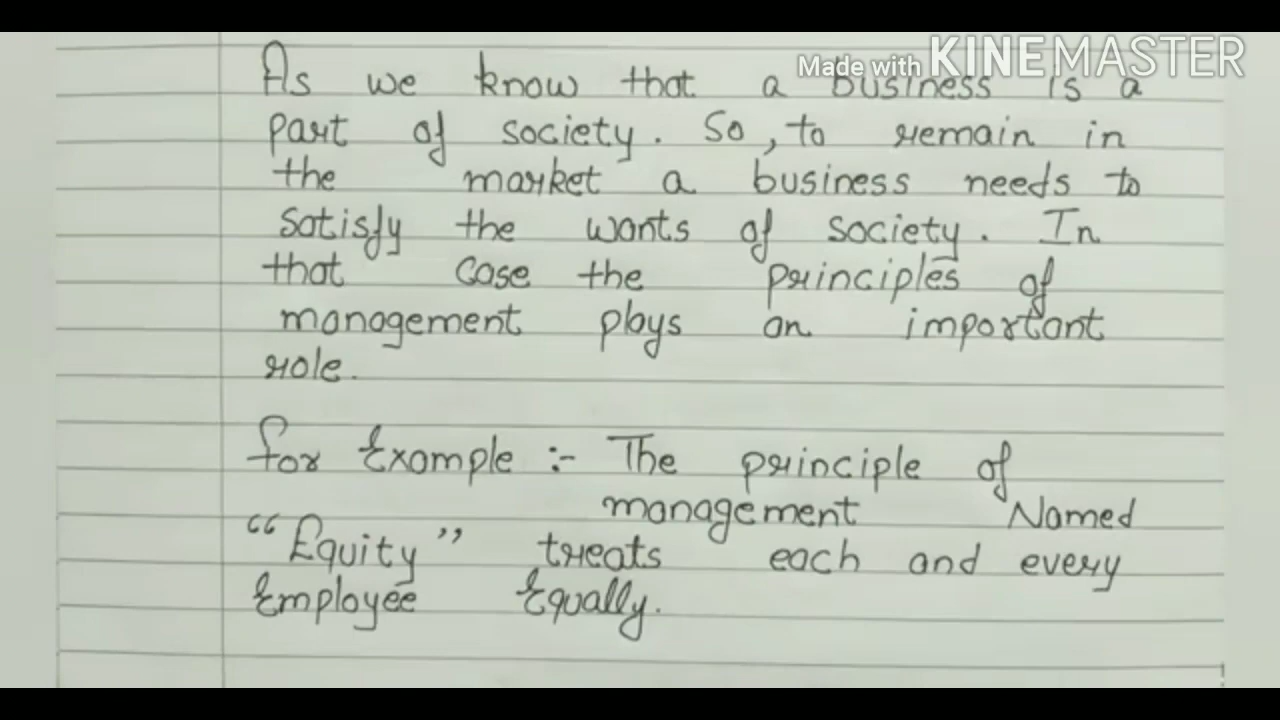 Made with KINEMASTER
As we know that a business is a
part of society. So, to remain in
the market a business needs to
satisfy the wants of society. In
that case the principles of
management plays an important
role.
for Example :- The principle of
management Named
"Equity" treats each and every
Employee Equally.